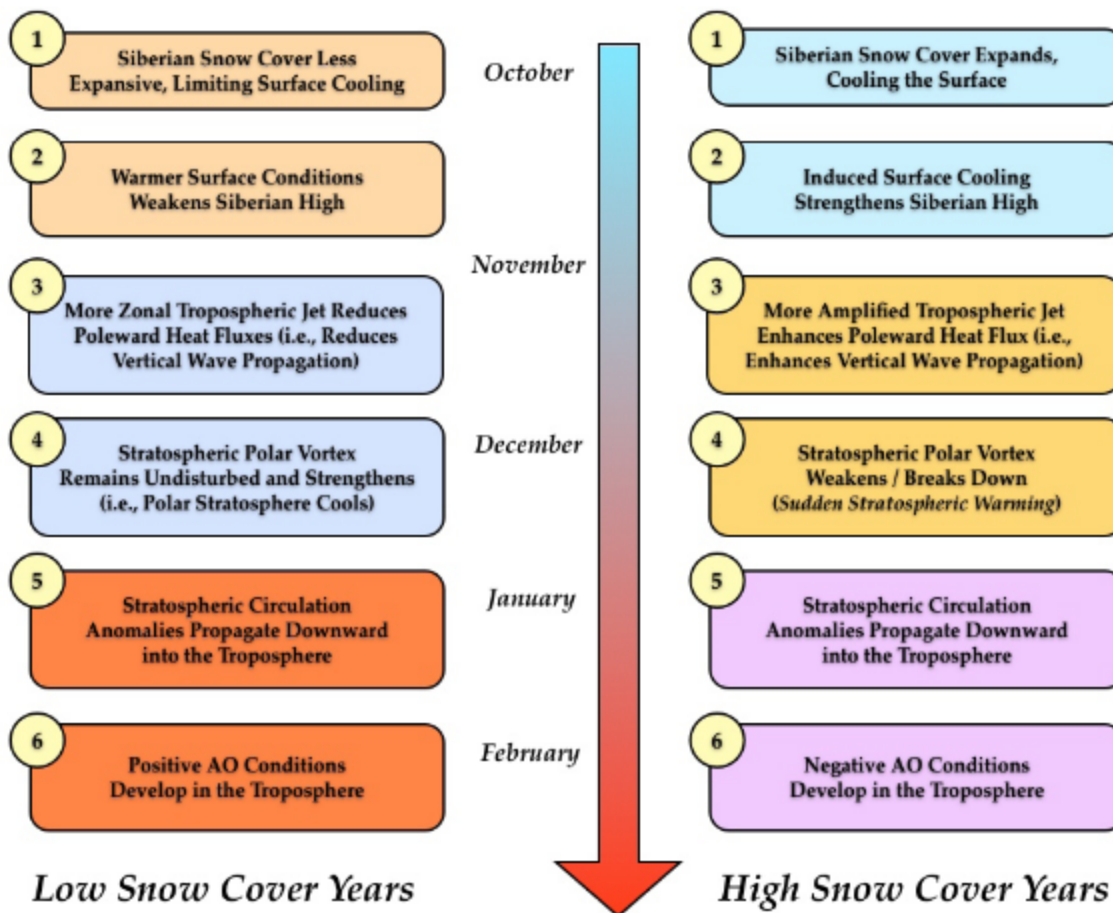 1
Siberian Snow Cover Less
Expansive, Limiting Surface Cooling
2
Warmer Surface Conditions
Weakens Siberian High
3
More Zonal Tropospheric Jet Reduces
Poleward Heat Fluxes (i.e., Reduces
Vertical Wave Propagation)
4
Stratospheric Polar Vortex
Remains Undisturbed and Strengthens
(i.e., Polar Stratosphere Cools)
5
Stratospheric Circulation
Anomalies Propagate Downward
into the Troposphere
6
Positive AO Conditions
Develop in the Troposphere
Low Snow Cover Years
October
November
December
January
February
1
Siberian Snow Cover Expands,
Cooling the Surface
2
Induced Surface Cooling
Strengthens Siberian High
3
More Amplified Tropospheric Jet
Enhances Poleward Heat Flux (i.e.,
Enhances Vertical Wave Propagation)
4
Stratospheric Polar Vortex
Weakens / Breaks Down
(Sudden Stratospheric Warming)
5
Stratospheric Circulation
Anomalies Propagate Downward
into the Troposphere
6
Negative AO Conditions
Develop in the Troposphere
High Snow Cover Years